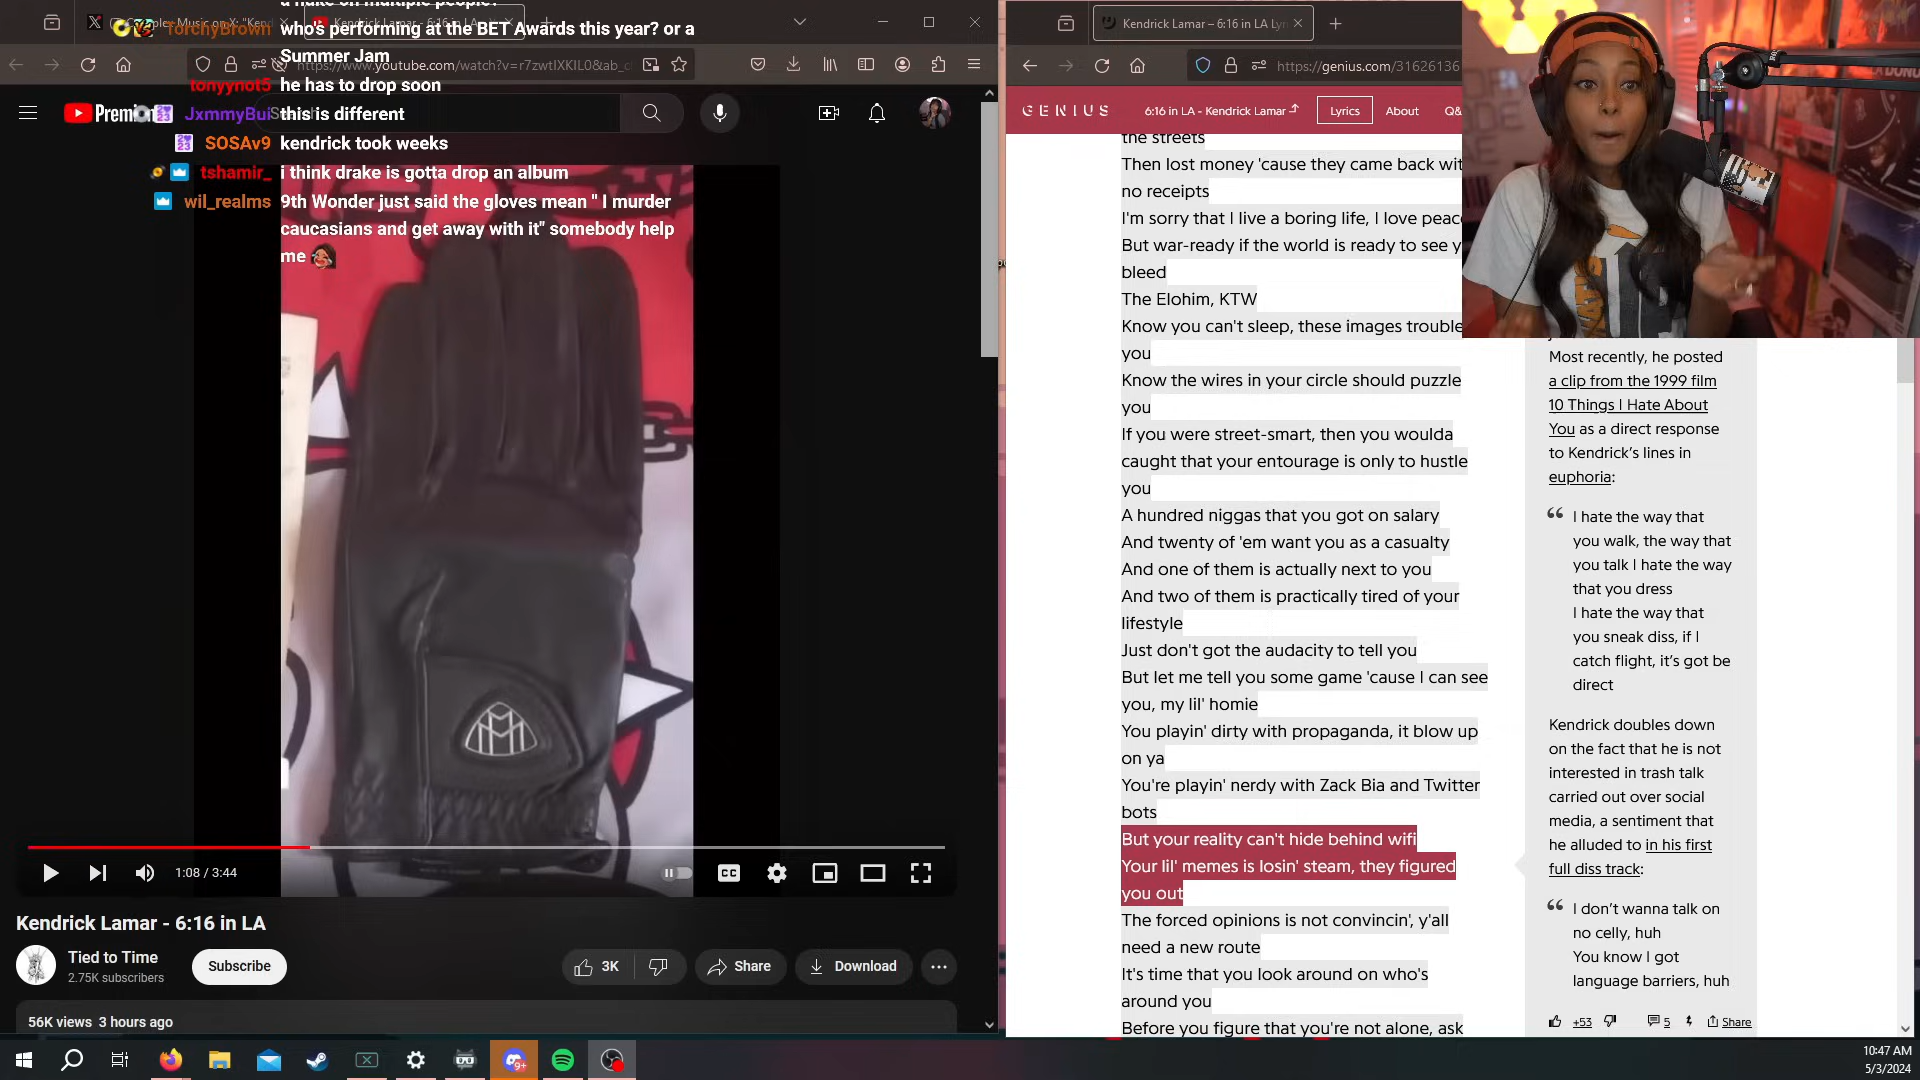 TorchyBrown who's performing at the BET Awards this year? or a
Summer Jam
tonyynot5 he has to drop soon
JxmmyBui this is different
SOSAv9 kendrick took weeks
tshamir_ i think drake is gotta drop an album
wil_realms 9th Wonder just said the gloves mean " I murder
caucasians and get away with it" somebody help
me
Premium
1:08 / 3:44
CC
Kendrick Lamar - 6:16 in LA
Tied to Time
2.75K subscribers
Subscribe
3K
Share
Download
56K views 3 hours ago
Kendrick Lamar – 6:16 in LA Lyr
https://genius.com/31626136
GENIUS
6:16 in LA - Kendrick Lamar
Lyrics
About
Q&
the streets
Then lost money 'cause they came back wit
no receipts
I'm sorry that I live a boring life, I love peac
But war-ready if the world is ready to see y
bleed
The Elohim, KTW
Know you can't sleep, these images trouble
you
Know the wires in your circle should puzzle
you
If you were street-smart, then you woulda
caught that your entourage is only to hustle
you
A hundred niggas that you got on salary
And twenty of 'em want you as a casualty
And one of them is actually next to you
And two of them is practically tired of your
lifestyle
Just don't got the audacity to tell you
But let me tell you some game 'cause I can see
you, my lil' homie
You playin' dirty with propaganda, it blow up
on ya
You're playin' nerdy with Zack Bia and Twitter
bots
But your reality can't hide behind wifi
Your lil' memes is losin' steam, they figured
you out
The forced opinions is not convincin', y'all
need a new route
It's time that you look around on who's
around you
Before you figure that you're not alone, ask
Most recently, he posted
a clip from the 1999 film
10 Things I Hate About
You as a direct response
to Kendrick's lines in
euphoria:
“ I hate the way that
you walk, the way that
you talk I hate the way
that you dress
I hate the way that
you sneak diss, if I
catch flight, it's got be
direct
Kendrick doubles down
on the fact that he is not
interested in trash talk
carried out over social
media, a sentiment that
he alluded to in his first
full diss track:
“ I don't wanna talk on
no celly, huh
You know I got
language barriers, huh
+53
5
Share
9+
10:47 AM
5/3/2024